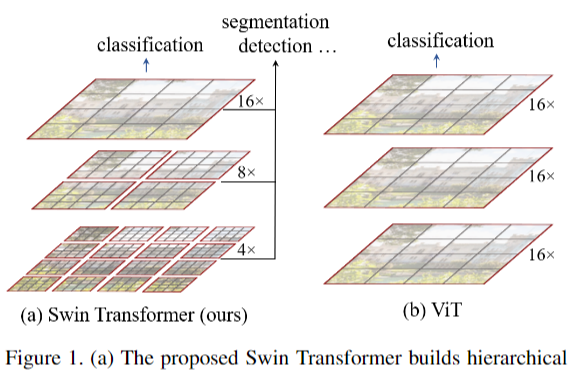 segmentation
classification
detection ...
classification
16×
16×
8×
16×
4×
16×
(a) Swin Transformer (ours)
(b) ViT
Figure 1. (a) The proposed Swin Transformer builds hierarchical